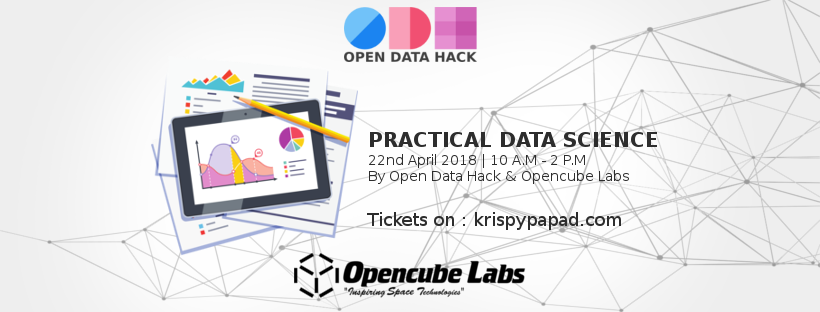 OPEN DATA HACK
PRACTICAL DATA SCIENCE
22nd April 2018 | 10 A.M - 2 P.M
By Open Data Hack & Opencube Labs
Tickets on : krispypapad.com
Opencube Labs
"Inspiring Space Technologies"